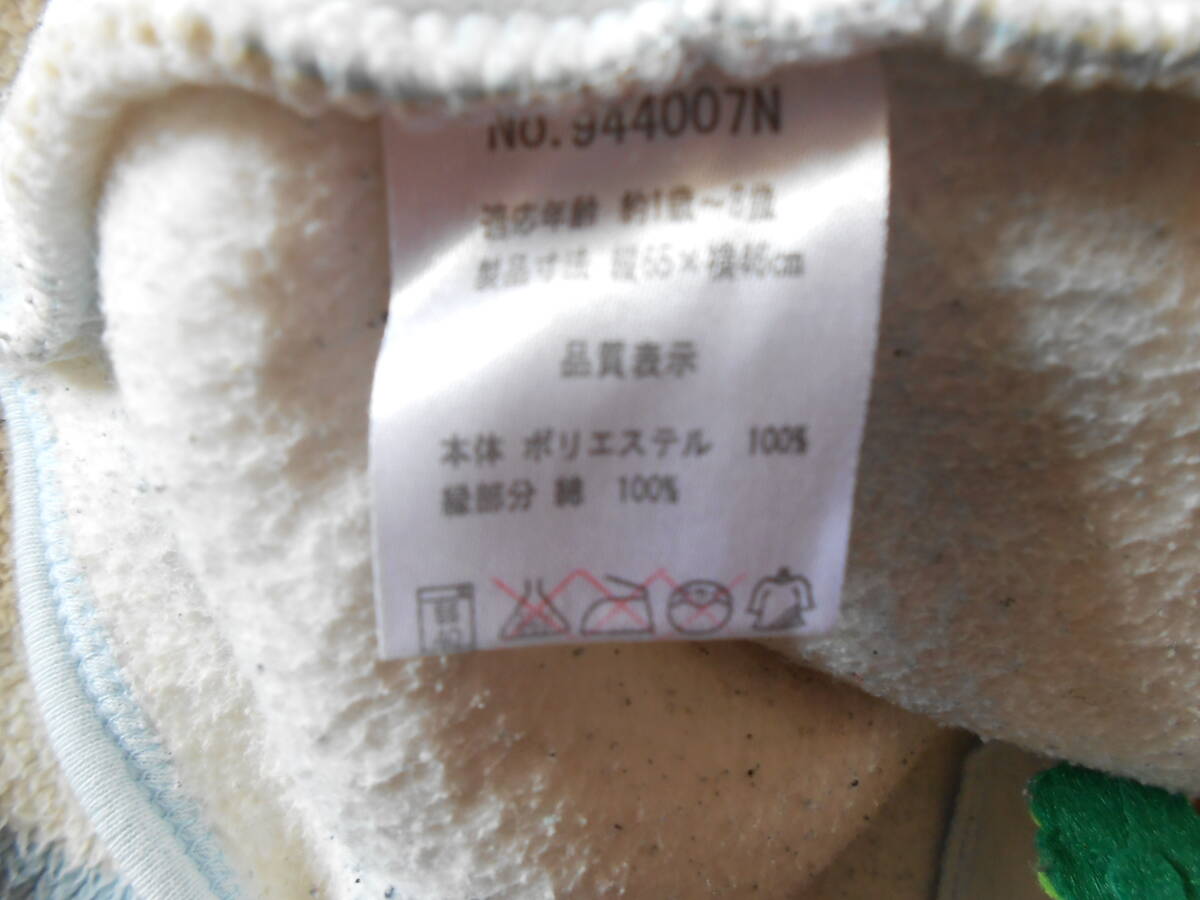 No.944007N
適応年齢 約1歳～3歳
製品寸法 縦65×横46cm
品質表示
本体 ポリエステル 100%
縁部分 綿 100%
40